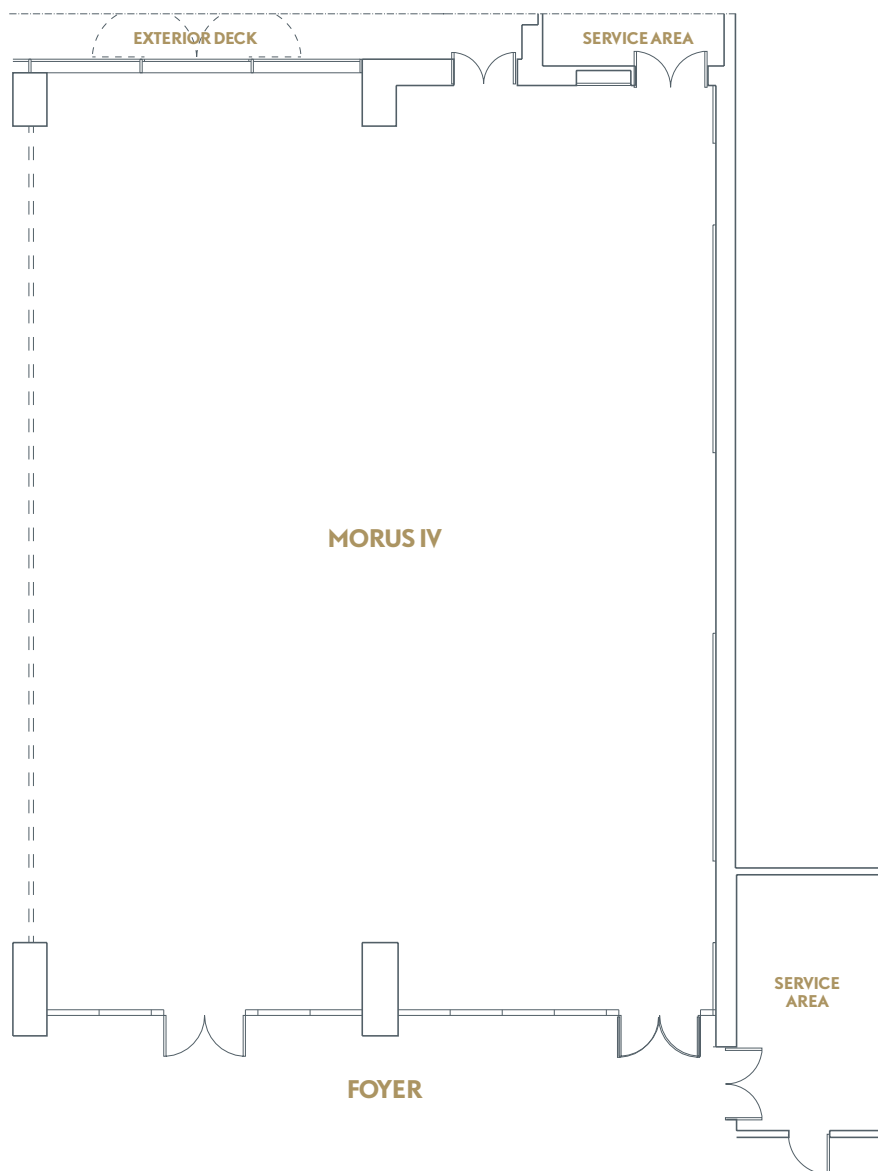 EXTERIOR DECK
SERVICE AREA
MORUS IV
SERVICE
AREA
FOYER